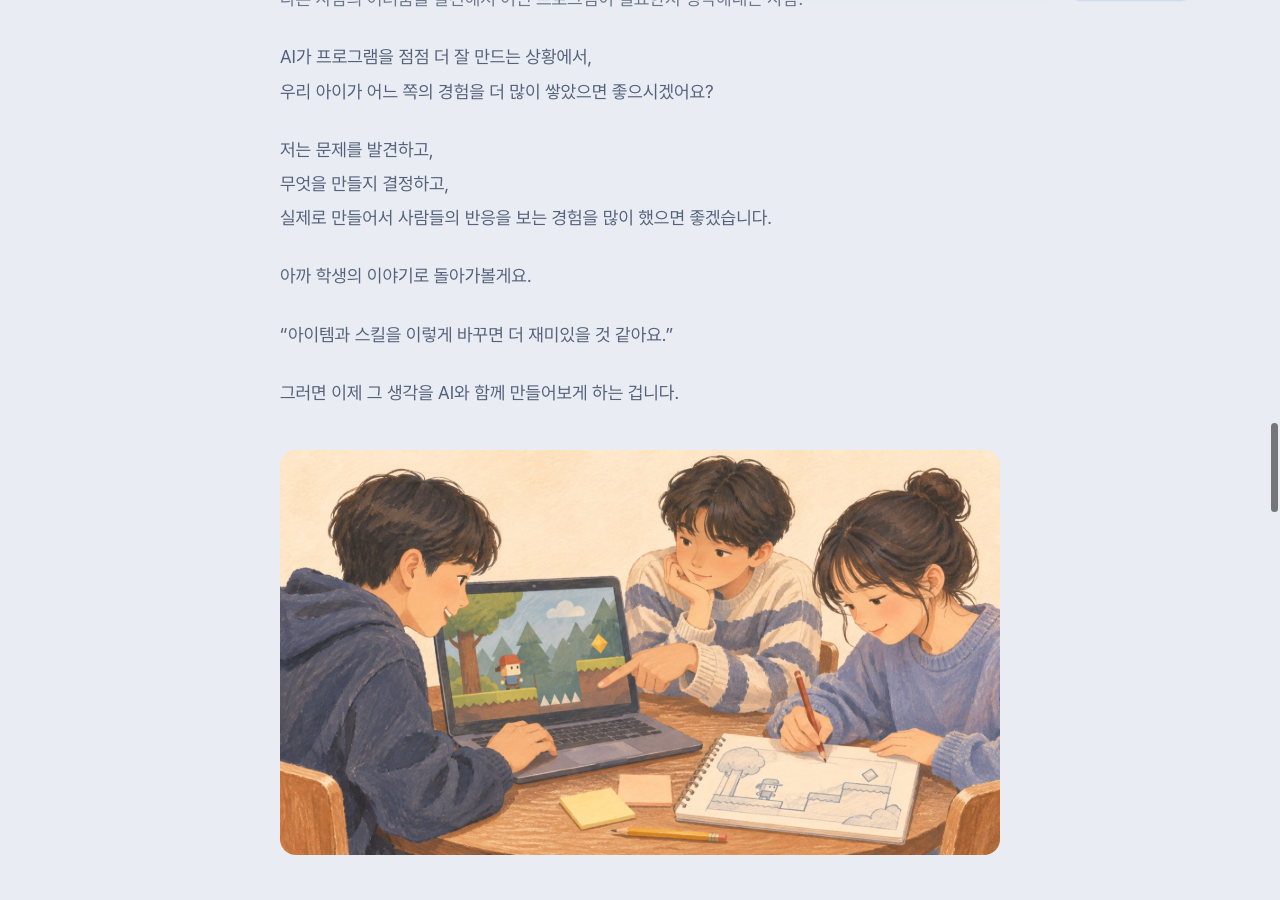 AI가 프로그램을 점점 더 잘 만드는 상황에서,
우리 아이가 어느 쪽의 경험을 더 많이 쌓았으면 좋으시겠어요?
저는 문제를 발견하고,
무엇을 만들지 결정하고,
실제로 만들어서 사람들의 반응을 보는 경험을 많이 했으면 좋겠습니다.
아까 학생의 이야기로 돌아가볼게요.
“아이템과 스킬을 이렇게 바꾸면 더 재미있을 것 같아요.”
그러면 이제 그 생각을 AI와 함께 만들어보게 하는 겁니다.